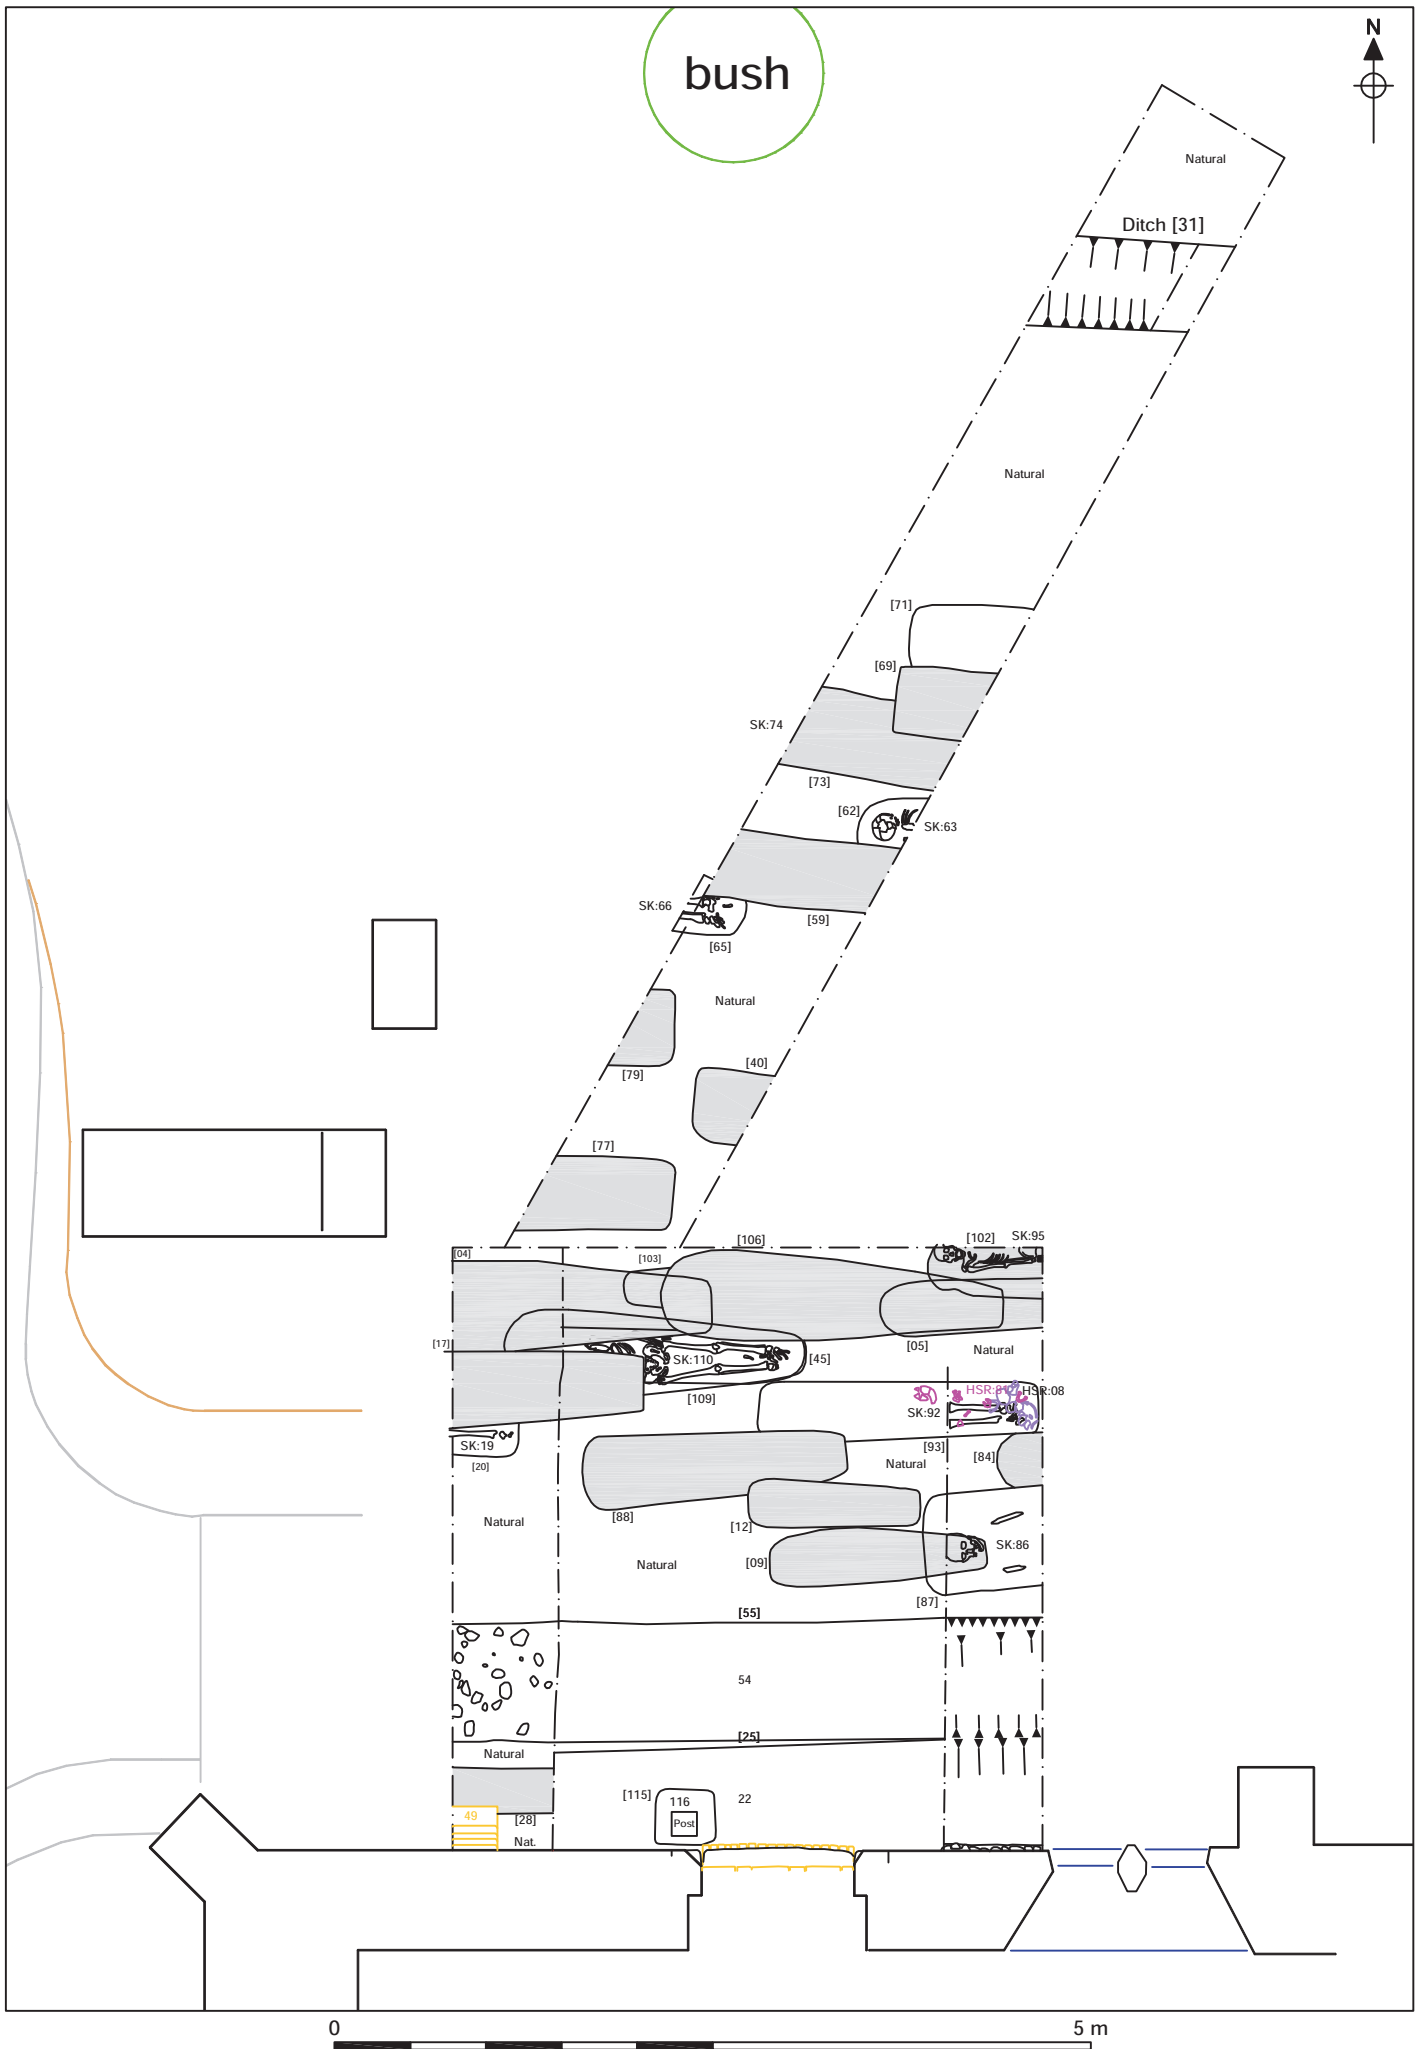 N
bush
Natural
Ditch [31]
Natural
[71]
[69]
SK:74
[73]
[62]
SK:63
SK:66
[59]
[65]
Natural
[40]
[79]
[77]
[106]
[102]
SK:95
[04]
[103]
[17]
[05]
Natural
SK:110
[45]
[109]
HSR:81
HSR:08
SK:92
SK:19
[20]
[93]
[84]
Natural
[88]
[12]
Natural
SK:86
[09]
Natural
[87]
[55]
54
[25]
Natural
[115]
116
22
49
[28]
Post
Nat.
0
5 m